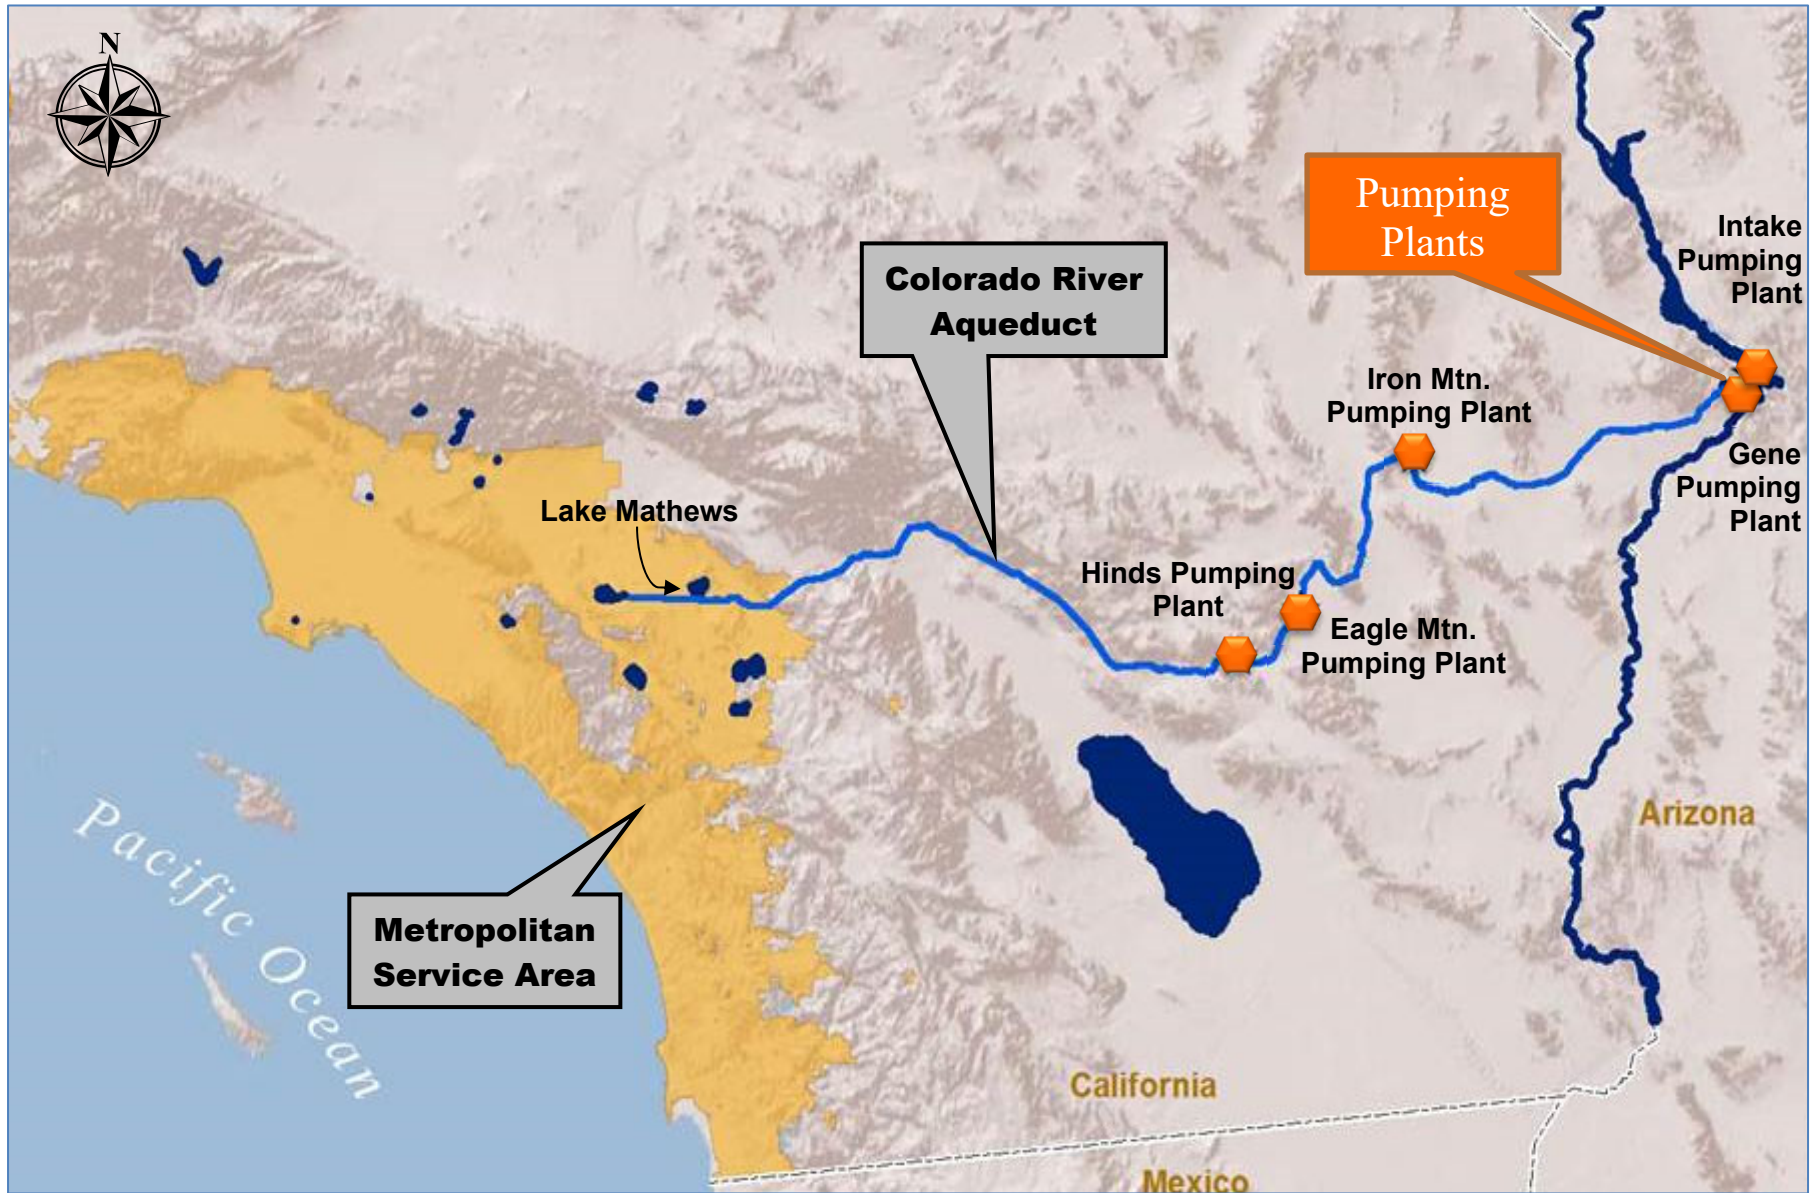 N
Pumping
Plants
Intake
Pumping
Plant
Colorado River
Aqueduct
Iron Mtn.
Pumping Plant
Gene
Pumping
Plant
Lake Mathews
Hinds Pumping
Plant
Eagle Mtn.
Pumping Plant
Arizona
Pacific Ocean
Metropolitan
Service Area
California
Mexico